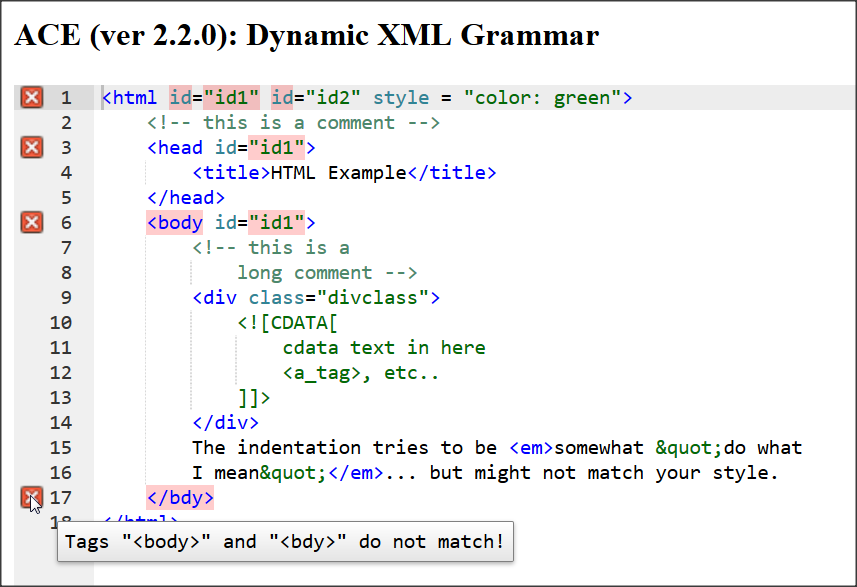 ACE (ver 2.2.0): Dynamic XML Grammar
1 <html id="id1" id="id2" style = "color: green">
2 <!-- this is a comment -->
3 <head id="id1">
4 <title>HTML Example</title>
5 </head>
6 <body id="id1">
7 <!-- this is a
8 long comment -->
9 <div class="divclass">
10 <![CDATA[
11 cdata text in here
12 <a_tag>, etc..
13 ]]>
14 </div>
15 The indentation tries to be <em>somewhat &quot;do what
16 I mean&quot;</em>... but might not match your style.
17 </bdy>
18 </html>
Tags "<body>" and "<bdy>" do not match!